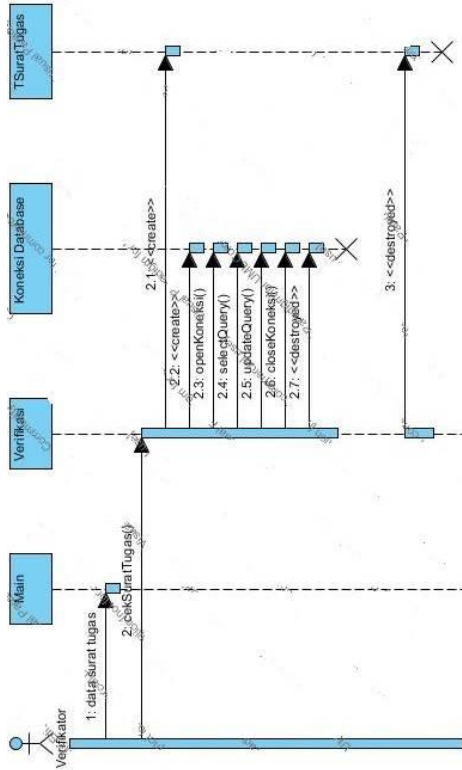 Verifikator
Main
Verifikasi
Koneksi Database
TSuratTugas
1: data surat tugas
2: cekSuratTugas()
2.1: <<create>>
2.2: <<create>>
2.3: openKoneksi()
2.4: selectQuery()
2.5: updateQuery()
2.6: closeKoneksi()
2.7: <<destroyed>>
3: <<destroyed>>